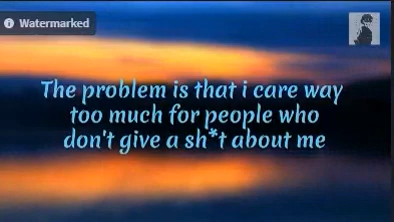 Watermarked
The problem is that i care way
too much for people who
don't give a sh*t about me